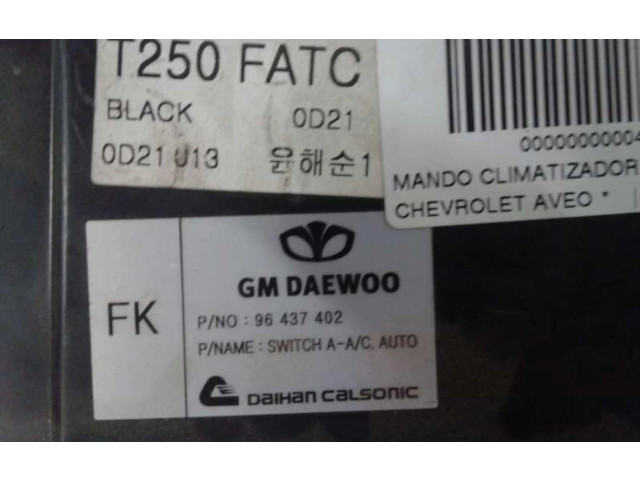 T250 FATC
BLACK 0D21
0D21 U13 윤해순1
00000000004
MANDO CLIMATIZADOR
CHEVROLET AVEO *
GM DAEWOO
FK
P/NO : 96 437 402
P/NAME : SWITCH A-A/C, AUTO
DAIHAN CALSONIC